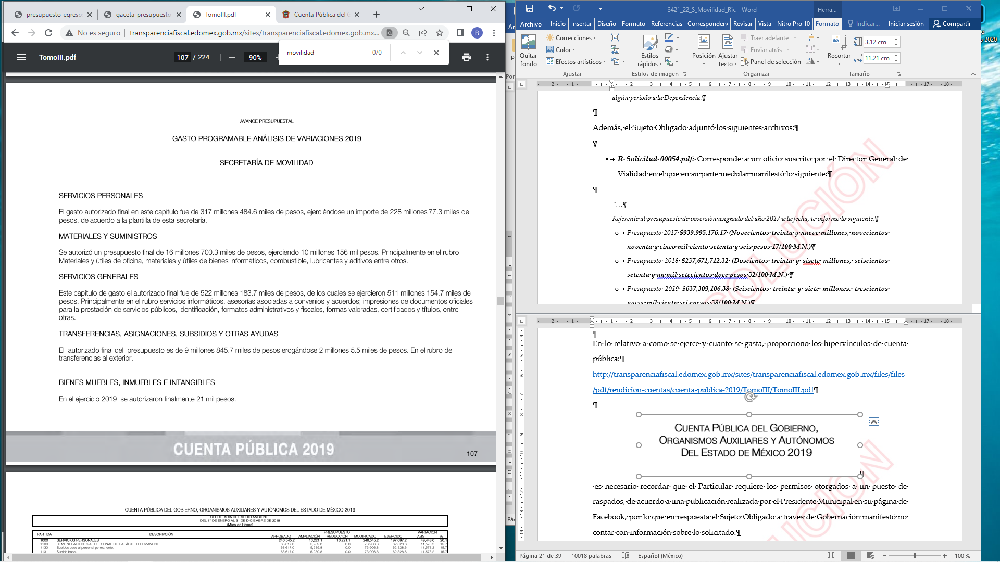 presupuesto-egreso
gaceta-presupuesto
TomoIII.pdf
Cuenta Pública del G
No es seguro
transparenciafiscal.edomex.gob.mx/sites/transparenciafiscal.edomex.gob.mx...
R
movilidad
0/0
TomoIII.pdf
107 / 224
90%
AVANCE PRESUPUESTAL
GASTO PROGRAMABLE-ANÁLISIS DE VARIACIONES 2019
SECRETARÍA DE MOVILIDAD
SERVICIOS PERSONALES
El gasto autorizado final en este capítulo fue de 317 millones 484.6 miles de pesos, ejerciéndose un importe de 228 millones 77.3 miles de
pesos, de acuerdo a la plantilla de esta secretaría.
MATERIALES Y SUMINISTROS
Se autorizó un presupuesto final de 16 millones 700.3 miles de pesos, ejerciendo 10 millones 156 mil pesos. Principalmente en el rubro
Materiales y útiles de oficina, materiales y útiles de bienes informáticos, combustible, lubricantes y aditivos entre otros.
SERVICIOS GENERALES
Este capítulo de gasto el autorizado final fue de 522 millones 183.7 miles de pesos, de los cuales se ejercieron 511 millones 154.7 miles de
pesos. Principalmente en el rubro servicios informáticos, asesorías asociadas a convenios y acuerdos; impresiones de documentos oficiales
para la prestación de servicios públicos, identificación, formatos administrativos y fiscales, formas valoradas, certificados y títulos, entre
otras.
TRANSFERENCIAS, ASIGNACIONES, SUBSIDIOS Y OTRAS AYUDAS
El autorizado final del presupuesto es de 9 millones 845.7 miles de pesos erogándose 2 millones 5.5 miles de pesos. En el rubro de
transferencias al exterior.
BIENES MUEBLES, INMUEBLES E INTANGIBLES
En el ejercicio 2019 se autorizaron finalmente 21 mil pesos.
CUENTA PÚBLICA 2019
107
CUENTA PÚBLICA DEL GOBIERNO, ORGANISMOS AUXILIARES Y AUTÓNOMOS DEL ESTADO DE MÉXICO 2019
SECRETARÍA DEL MEDIO AMBIENTE
DEL 1° DE ENERO AL 31 DE DICIEMBRE DE 2019
(Miles de Pesos)
PRESUPUESTO VARIACIÓN
PARTIDA DESCRIPCIÓN APROBADO AMPLIACIÓN REDUCCIÓN MODIFICADO EJERCIDO ABS %
1000 SERVICIOS PERSONALES 246,545.2 16,221.1 16,221.1 246,545.2 197,097.2 49,448.0 20.1
1100 REMUNERACIONES AL PERSONAL DE CARÁCTER PERMANENTE. 68,617.0 5,289.8 0.0 73,906.8 62,328.6 11,578.2 15.7
1130 Sueldos base al personal permanente. 68,617.0 5,289.8 0.0 73,906.8 62,328.6 11,578.2 15.7
1131 Sueldo base. 68,617.0 5,289.8 0.0 73,906.8 62,328.6 11,578.2 15.7
3421_22_S_Movilidad_Ric - Word
Herra...
Archivo Inicio Insertar Diseño Formato Referencias Correspondenc Revisar Vista Nitro Pro 10 Formato Indicar... Iniciar sesión Compartir
2020
Quitar fondo
Correcciones
Color
Efectos artísticos
Ajustar
Estilos rápidos
Estilos de imagen
Posición
Ajustar texto
Traer adelante
Enviar atrás
Panel de selección
Organizar
Recortar
3.12 cm
11.21 cm
Tamaño
algún periodo a la Dependencia.¶
¶
Además, el Sujeto Obligado adjuntó los siguientes archivos:¶
¶
• R Solicitud 00054.pdf: Corresponde a un oficio suscrito por el Director General de
Vialidad en el que en su parte medular manifestó lo siguiente:¶
¶
“…¶
Referente al presupuesto de inversión asignado del año 2017 a la fecha, le informo lo siguiente:¶
o Presupuesto 2017 $939.995.176.17 (Novecientos treinta y nueve millones, novecientos
noventa y cinco mil ciento setenta y seis pesos 17/100 M.N.)¶
o Presupuesto 2018 $237,671,712.32 (Doscientos treinta y sisete millones, seiscientos
setenta y un mil setecientos doce pesos 32/100 M.N.) ¶
o Presupuesto 2019 $637,309,106.38 (Seiscientos treinta y siete millones, trescientos
nueve mil ciento seis pesos 38/100 M.N.)¶
¶
En lo relativo a como se ejerce y cuanto se gasta, proporciono los hipervínculos de cuenta
pública:¶
http://transparenciafiscal.edomex.gob.mx/sites/transparenciafiscal.edomex.gob.mx/files/files
/pdf/rendicion-cuentas/cuenta-publica-2019/TomoIII/TomoIII.pdf¶
¶
CUENTA PÚBLICA DEL GOBIERNO,
ORGANISMOS AUXILIARES Y AUTÓNOMOS
DEL ESTADO DE MÉXICO 2019
¶
es necesario recordar que el Particular requiere los permisos otorgados a un puesto de
raspados, de acuerdo a una publicación realizada por el Presidente Municipal en su página de
Facebook, por lo que en respuesta el Sujeto Obligado a través de Gobernación manifestó no
contar con información sobre lo solicitado.¶
Página 21 de 39 10018 palabras Español (México) 100 %